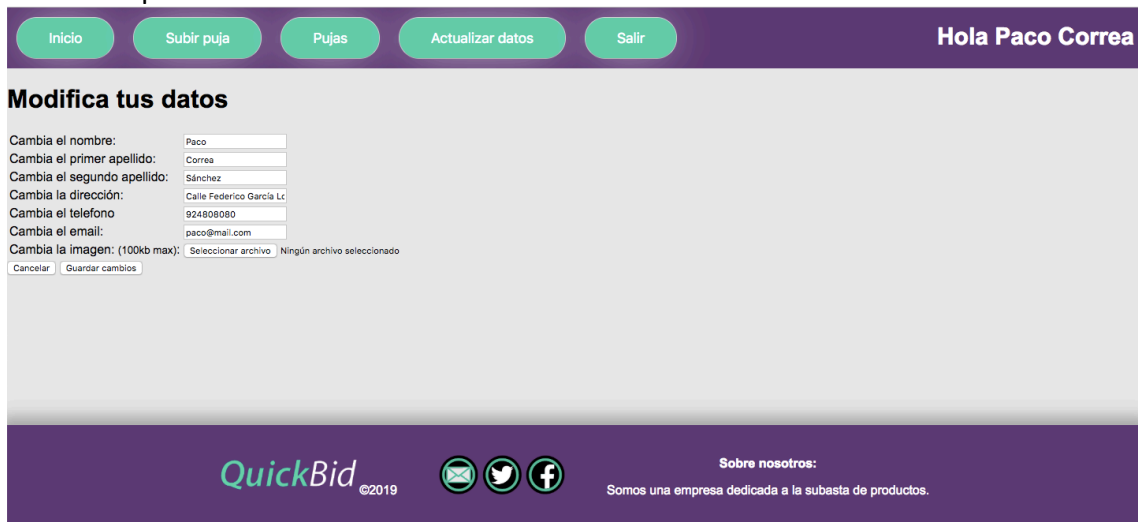 Inicio Subir puja Pujas Actualizar datos Salir Hola Paco Correa
Modifica tus datos
Cambia el nombre: Paco
Cambia el primer apellido: Correa
Cambia el segundo apellido: Sánchez
Cambia la dirección: Calle Federico García Lo
Cambia el telefono 924808080
Cambia el email: paco@mail.com
Cambia la imagen: (100kb max): Seleccionar archivo Ningún archivo seleccionado
Cancelar Guardar cambios
QuickBid ©2019
Sobre nosotros:
Somos una empresa dedicada a la subasta de productos.